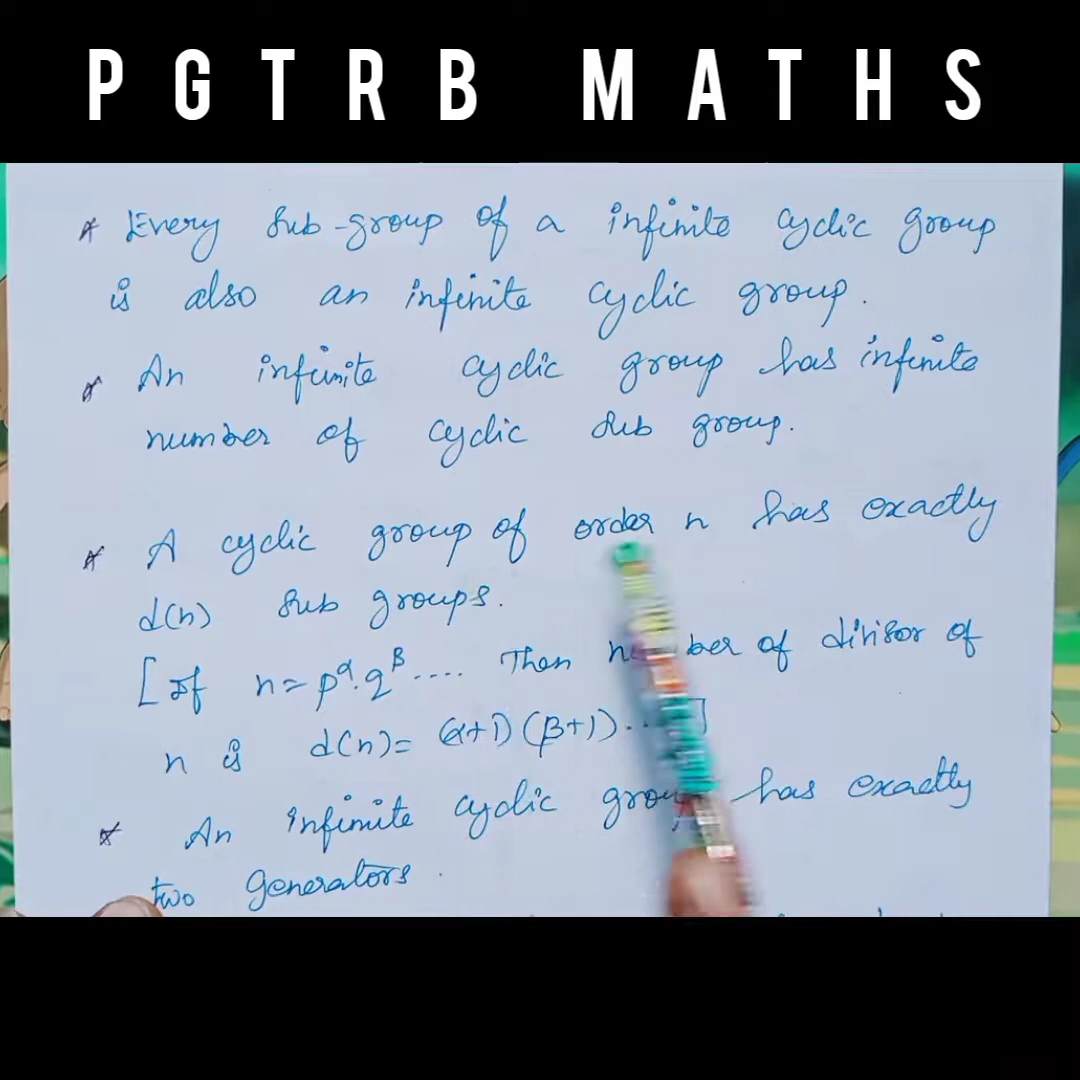 PGTRB MATHS
* Every sub-group of a infinite cyclic group
is also an infinite cyclic group.
* An infinite cyclic group has infinite
number of cyclic sub group.
* A cyclic group of order n has exactly
d(n) sub groups.
[If n = p^α.q^β.... Then ber of divisor of
n is d(n) = (α+1)(β+1)....]
* An infinite cyclic group has exactly
two generators.